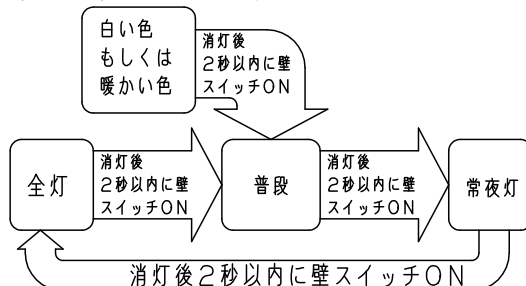 白い色
もしくは
暖かい色
消灯後
2秒以内に壁
スイッチON
全灯
消灯後
2秒以内に壁
スイッチON
普段
消灯後
2秒以内に壁
スイッチON
常夜灯
消灯後2秒以内に壁スイッチON